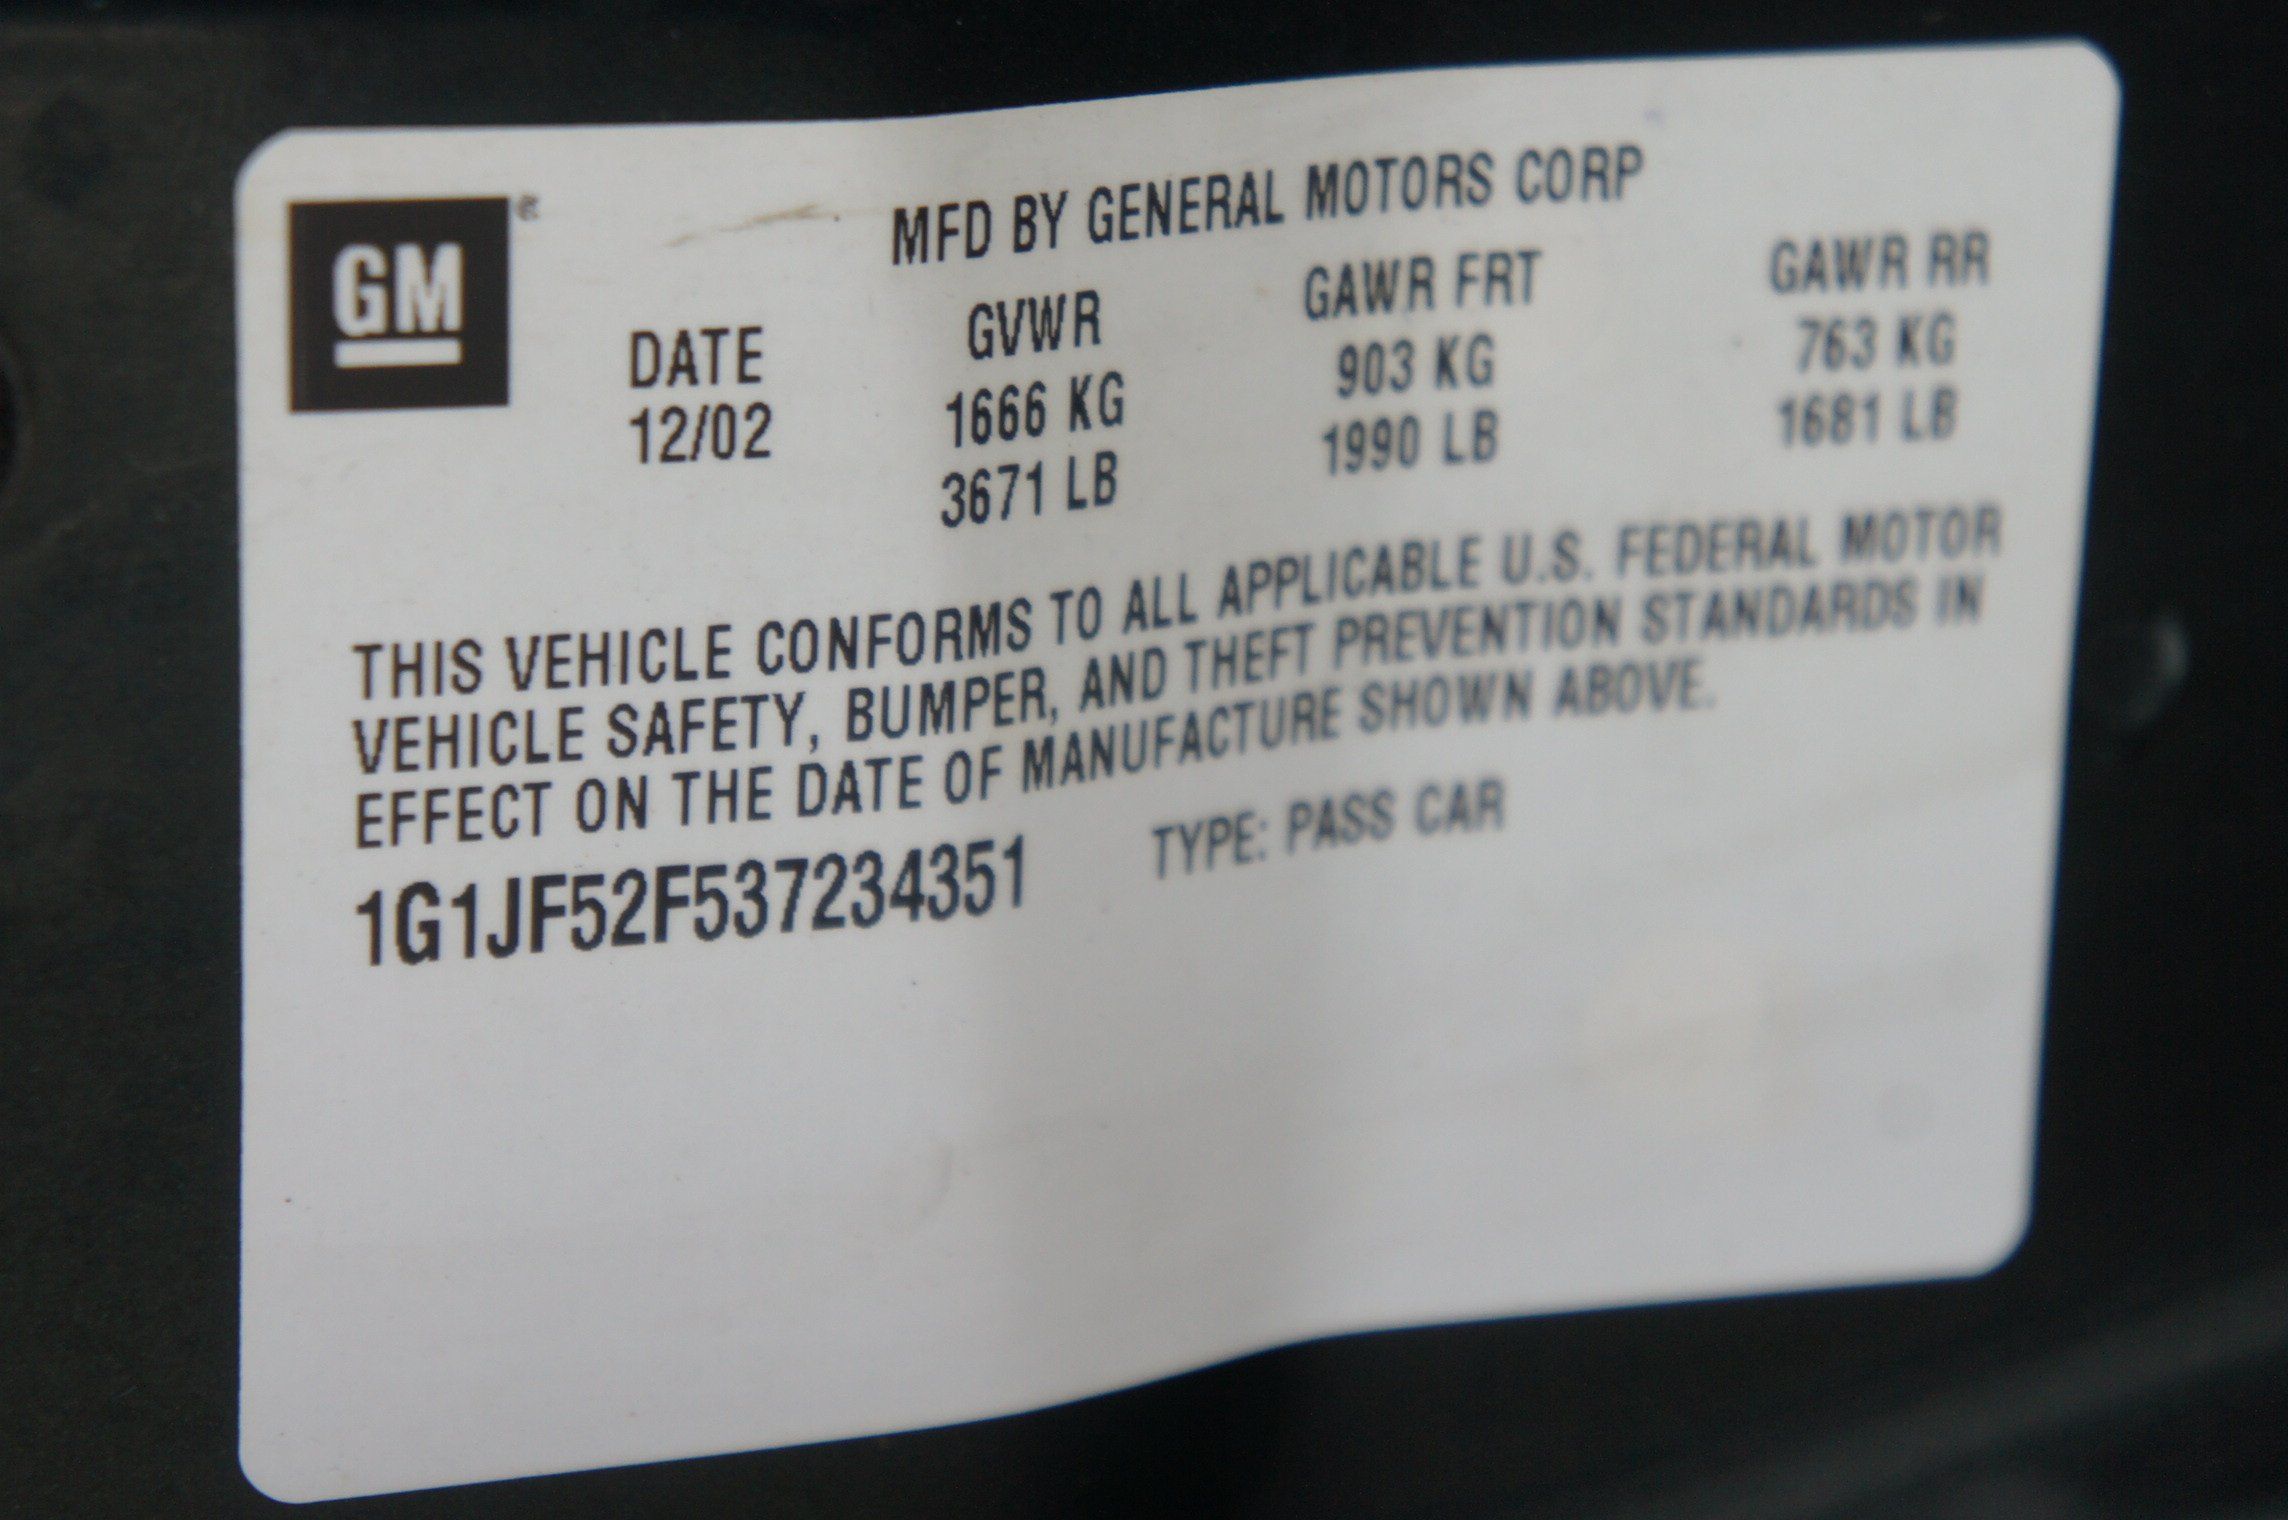 GM®
MFD BY GENERAL MOTORS CORP
DATE GVWR GAWR FRT GAWR RR
12/02 1666 KG 903 KG 763 KG
3671 LB 1990 LB 1681 LB
THIS VEHICLE CONFORMS TO ALL APPLICABLE U.S. FEDERAL MOTOR
VEHICLE SAFETY, BUMPER, AND THEFT PREVENTION STANDARDS IN
EFFECT ON THE DATE OF MANUFACTURE SHOWN ABOVE.
1G1JF52F537234351 TYPE: PASS CAR